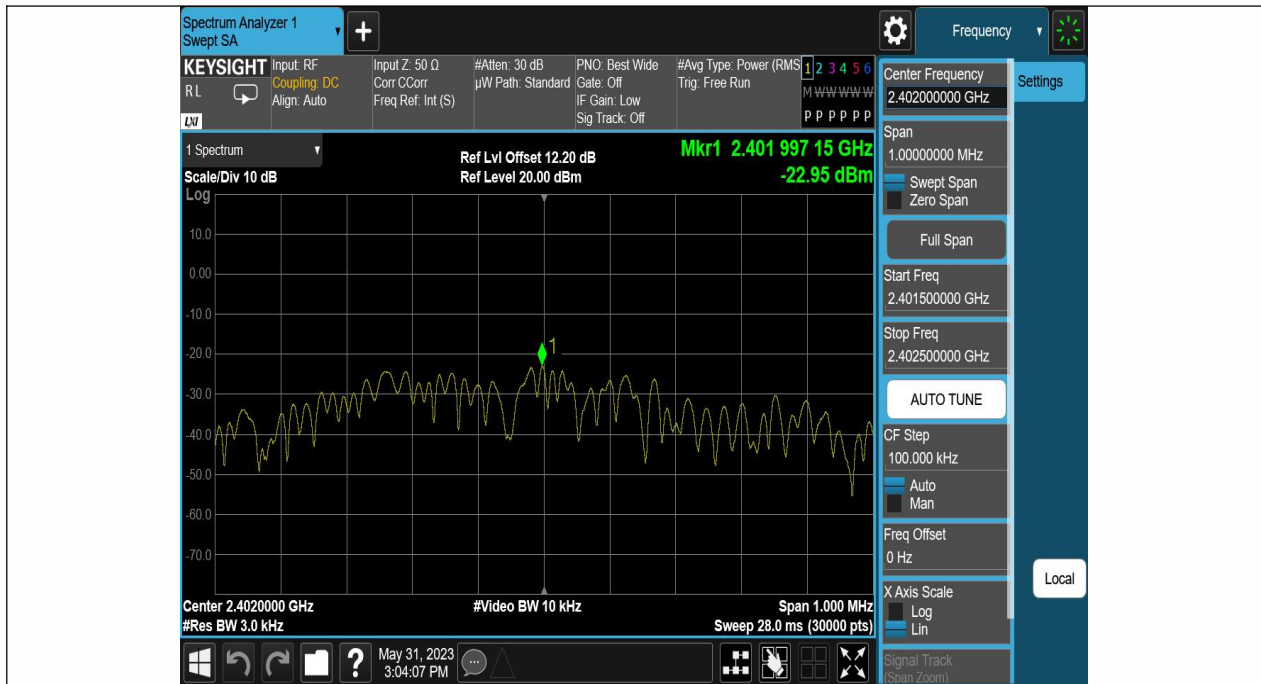 Spectrum Analyzer 1
Swept SA
Frequency
KEYSIGHT
R L
LXI
Input: RF
Coupling: DC
Align: Auto
Input Z: 50 Ω
Corr CCorr
Freq Ref: Int (S)
#Atten: 30 dB
µW Path: Standard
PNO: Best Wide
Gate: Off
IF Gain: Low
Sig Track: Off
#Avg Type: Power (RMS
Trig: Free Run
1 2 3 4 5 6
M W W W W W
P P P P P P
1 Spectrum
Scale/Div 10 dB
Log
Ref Lvl Offset 12.20 dB
Ref Level 20.00 dBm
Mkr1 2.401 997 15 GHz
-22.95 dBm
10.0
0.00
-10.0
-20.0
-30.0
-40.0
-50.0
-60.0
-70.0
1
Center 2.4020000 GHz
#Res BW 3.0 kHz
#Video BW 10 kHz
Span 1.000 MHz
Sweep 28.0 ms (30000 pts)
May 31, 2023
3:04:07 PM
Center Frequency
2.402000000 GHz
Span
1.00000000 MHz
Swept Span
Zero Span
Full Span
Start Freq
2.401500000 GHz
Stop Freq
2.402500000 GHz
AUTO TUNE
CF Step
100.000 kHz
Auto
Man
Freq Offset
0 Hz
X Axis Scale
Log
Lin
Signal Track
(Span Zoom)
Settings
Local